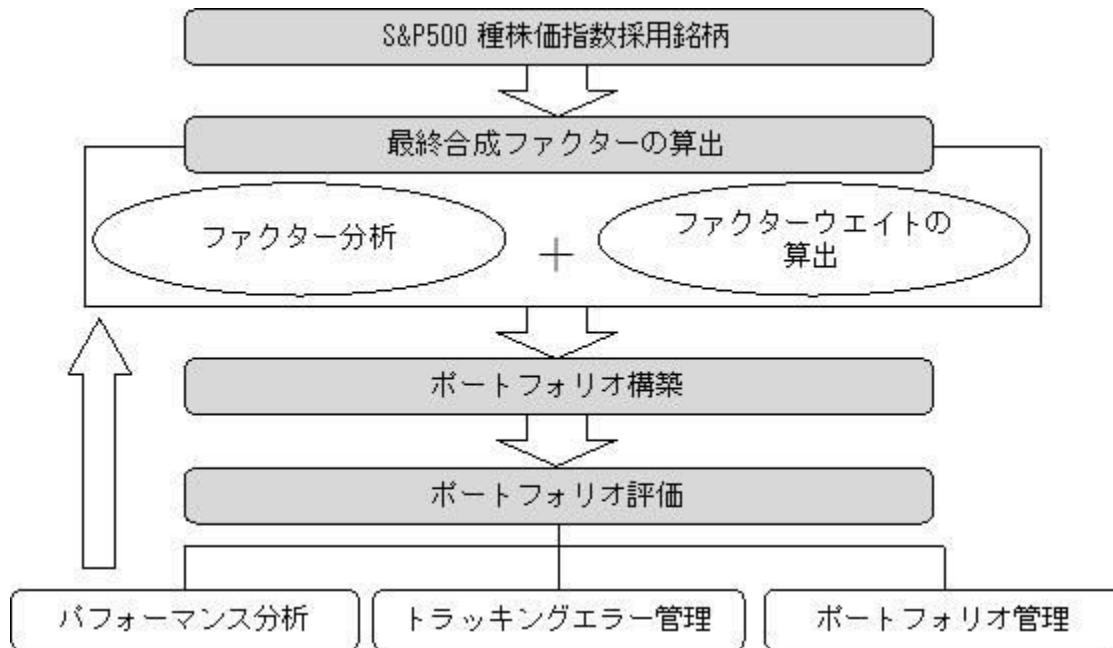 S&P500 種株価指数採用銘柄
最終合成ファクターの算出
ファクター分析
+
ファクターウエイトの
算出
ポートフォリオ構築
ポートフォリオ評価
パフォーマンス分析
トラッキングエラー管理
ポートフォリオ管理